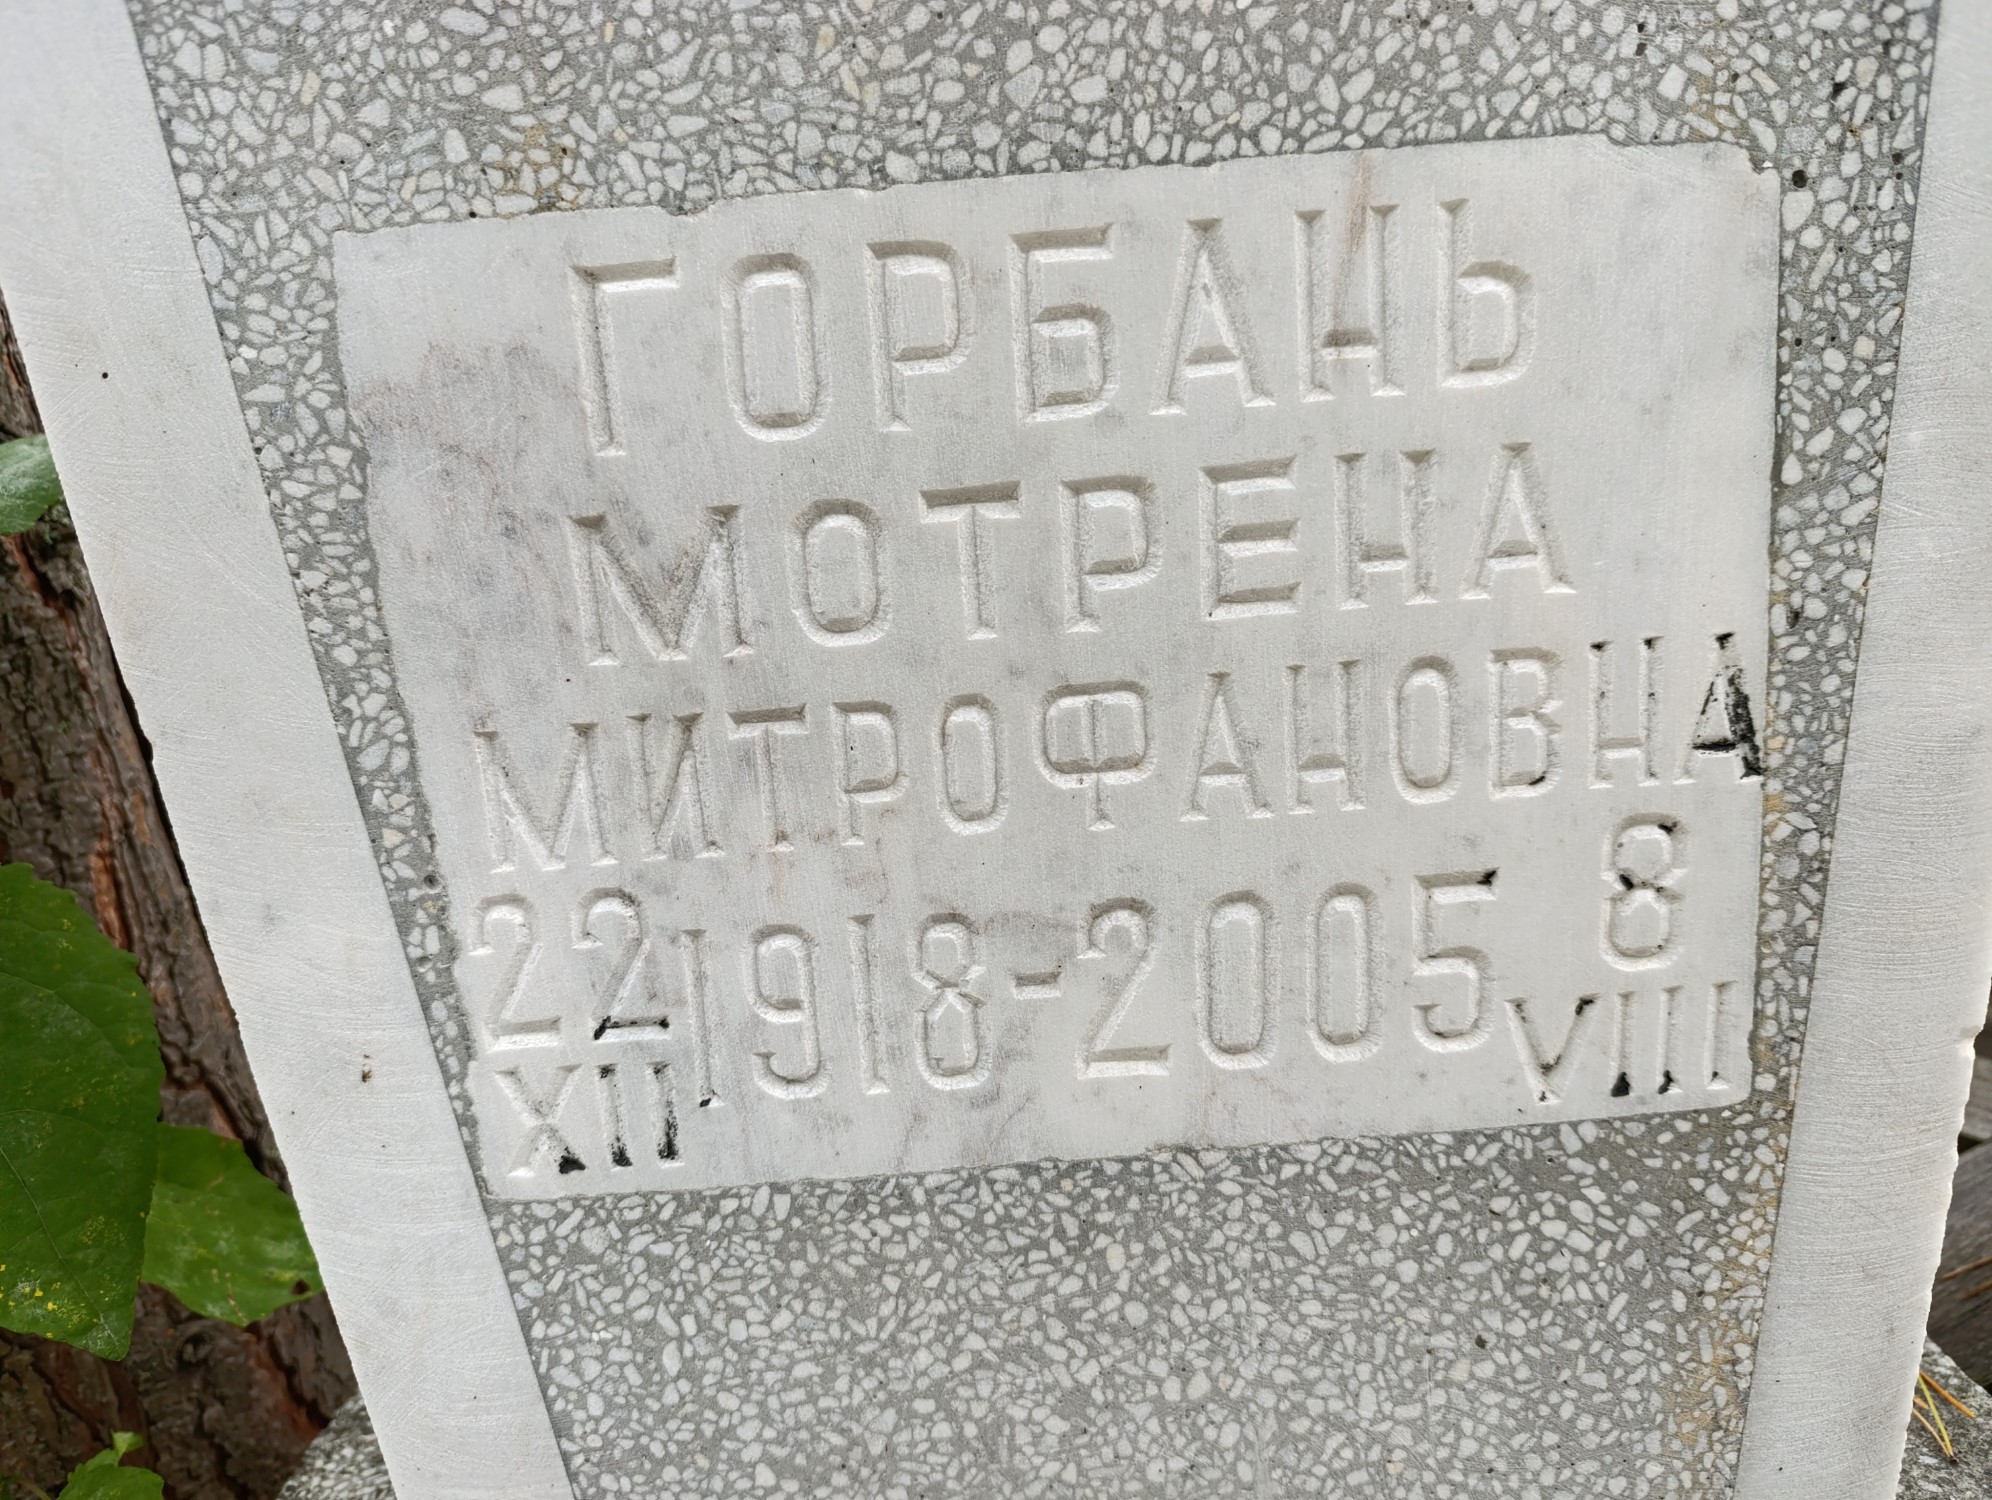 ГОРБАНЬ
МОТРЕНА
МИТРОФАНОВНА
22 1918-2005 8
XII VIII